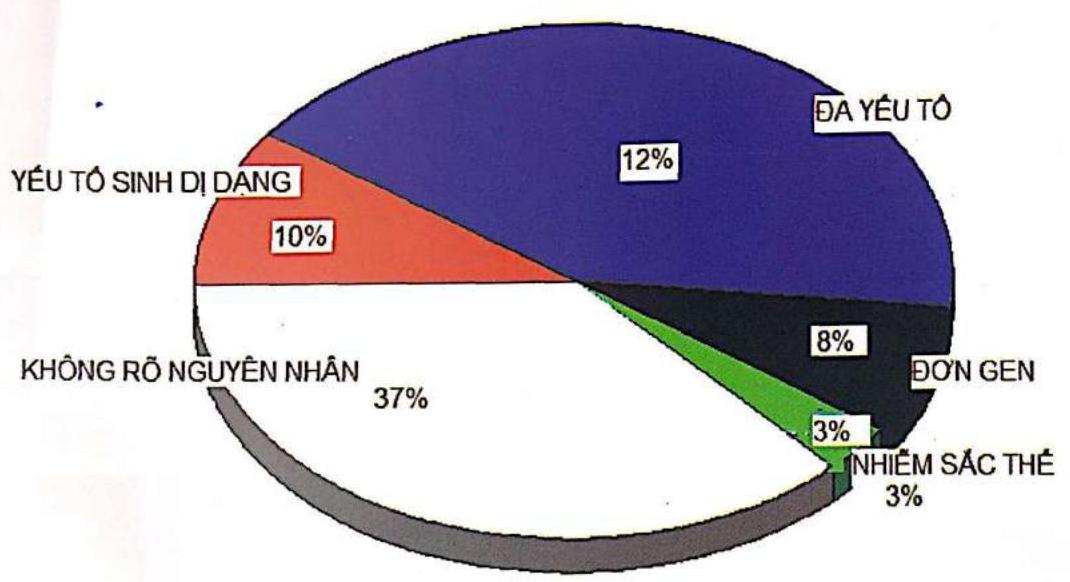 ĐA YẾU TỐ
12%
YẾU TỐ SINH DỊ DẠNG
10%
8%
ĐƠN GEN
KHÔNG RÕ NGUYÊN NHÂN
37%
3%
NHIỄM SẮC THỂ
3%